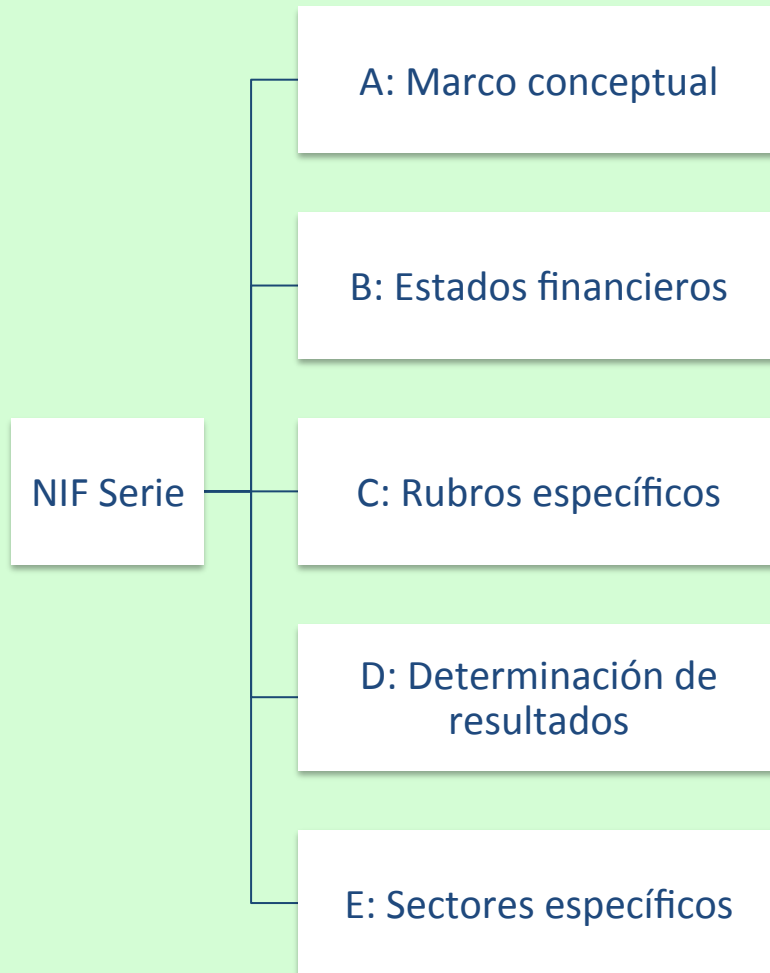 A: Marco conceptual
B: Estados financieros
NIF Serie
C: Rubros específicos
D: Determinación de
resultados
E: Sectores específicos